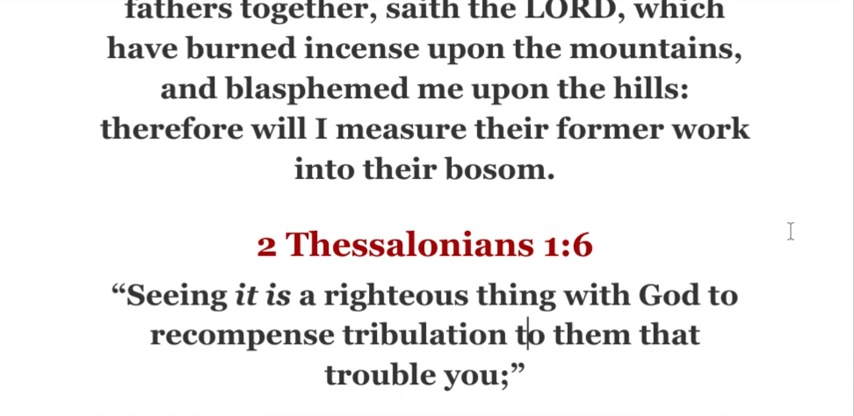 fathers together, saith the LORD, which
have burned incense upon the mountains,
and blasphemed me upon the hills:
therefore will I measure their former work
into their bosom.
2 Thessalonians 1:6
“Seeing it is a righteous thing with God to
recompense tribulation to them that
trouble you;”